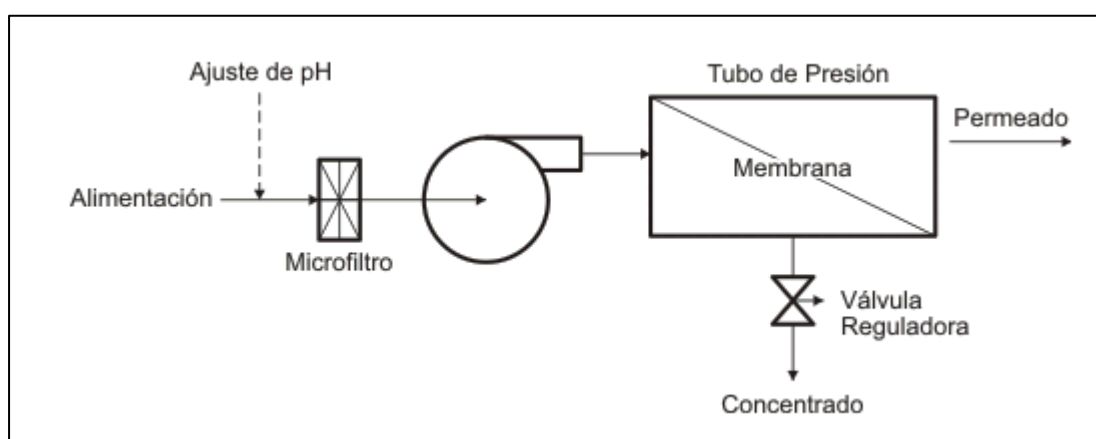 Ajuste de pH
Tubo de Presión
Permeado
Membrana
Alimentación
Microfiltro
Válvula
Reguladora
Concentrado